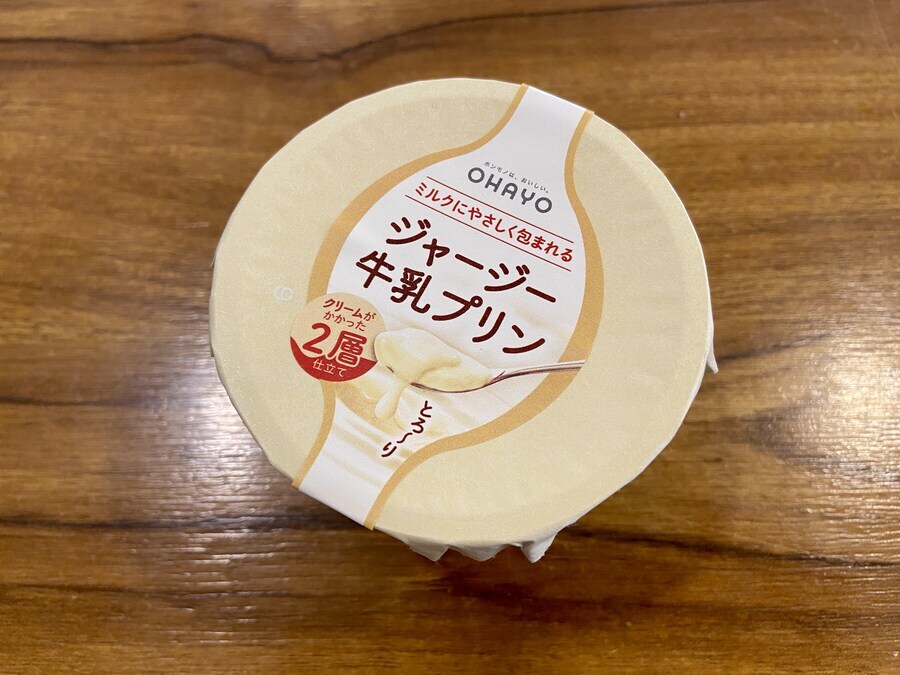 ホンモノは、おいしい。
OHAYO
ミルクにやさしく包まれる
ジャージー
牛乳プリン
クリームが
かかった
2層
仕立て
とろ〜り